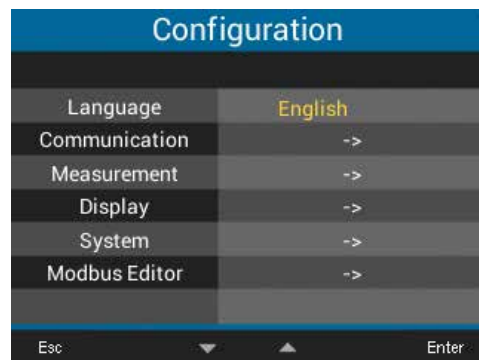 Configuration
Language English
Communication ->
Measurement ->
Display ->
System ->
Modbus Editor ->
Esc Enter